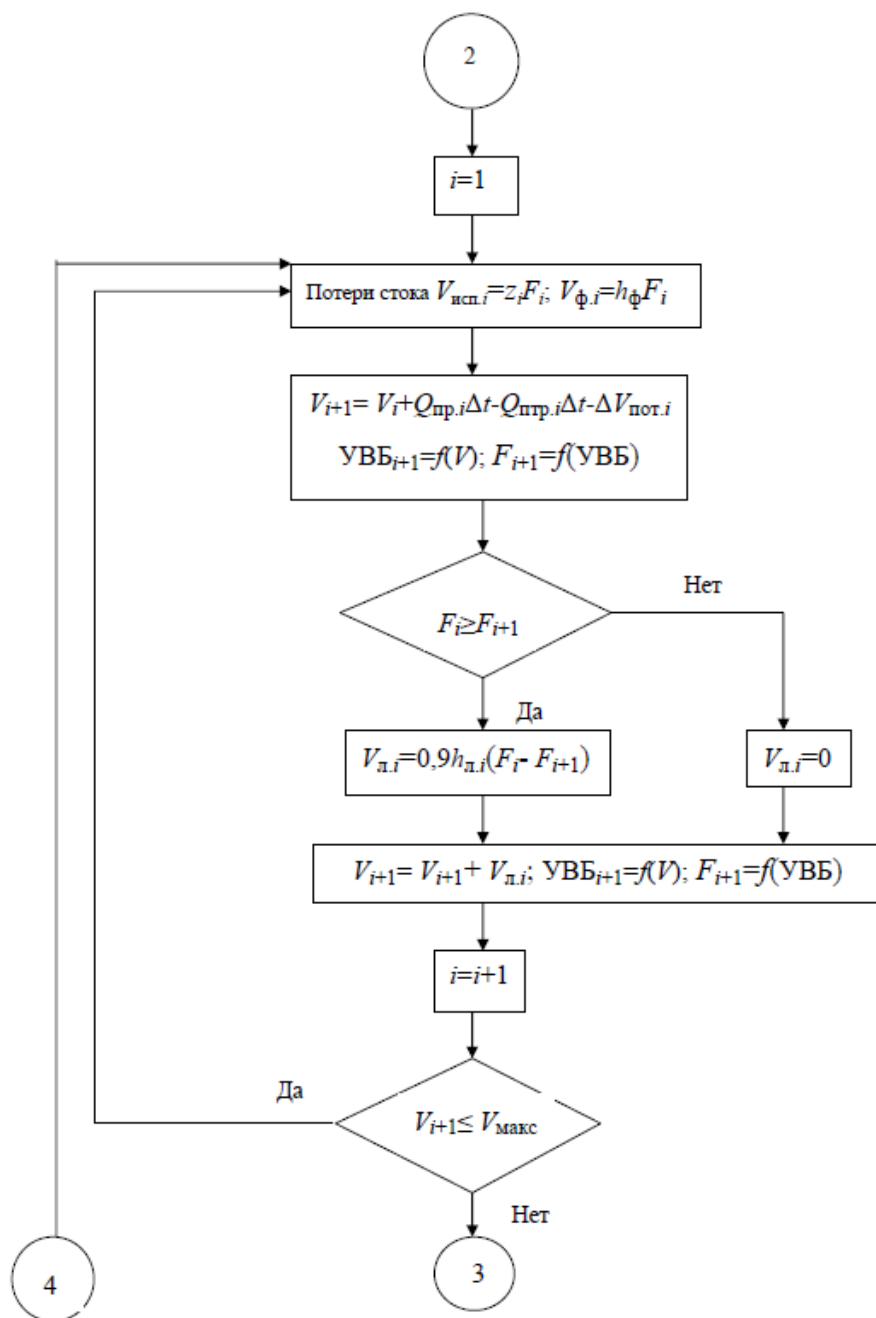 2
i=1
Потери стока Vисп.i=ziFi; Vф.i=hфFi
Vi+1= Vi+Qпр.iΔt-Qптр.iΔt-ΔVпот.i
УВБi+1=f(V); Fi+1=f(УВБ)
Нет
Fi≥Fi+1
Да
Vл.i=0,9hл.i(Fi- Fi+1)
Vл.i=0
Vi+1= Vi+1+ Vл.i; УВБi+1=f(V); Fi+1=f(УВБ)
i=i+1
Да
Vi+1≤ Vмакс
Нет
4
3